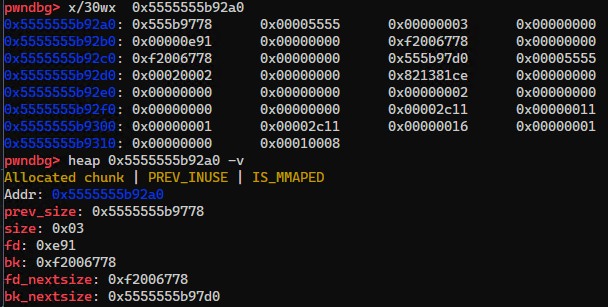 pwndbg> x/30wx  0x5555555b92a0
0x5555555b92a0: 0x555b9778      0x00005555      0x00000003      0x00000000
0x5555555b92b0: 0x00000e91      0x00000000      0xf2006778      0x00000000
0x5555555b92c0: 0xf2006778      0x00000000      0x555b97d0      0x00005555
0x5555555b92d0: 0x00020002      0x00000000      0x821381ce      0x00000000
0x5555555b92e0: 0x00000000      0x00000000      0x00000002      0x00000000
0x5555555b92f0: 0x00000000      0x00000000      0x00002c11      0x00000011
0x5555555b9300: 0x00000001      0x00002c11      0x00000016      0x00000001
0x5555555b9310: 0x00000000      0x00010008
pwndbg> heap 0x5555555b92a0 -v
Allocated chunk | PREV_INUSE | IS_MMAPED
Addr: 0x5555555b92a0
prev_size: 0x5555555b9778
size: 0x03
fd: 0xe91
bk: 0xf2006778
fd_nextsize: 0xf2006778
bk_nextsize: 0x5555555b97d0